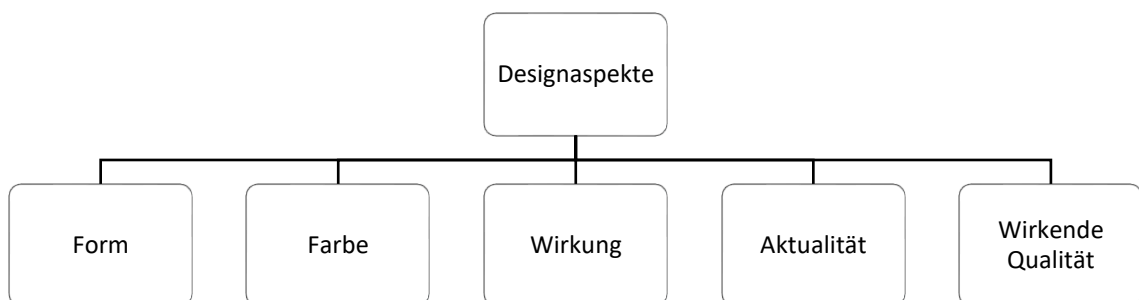 Designaspekte
Form
Farbe
Wirkung
Aktualität
Wirkende
Qualität